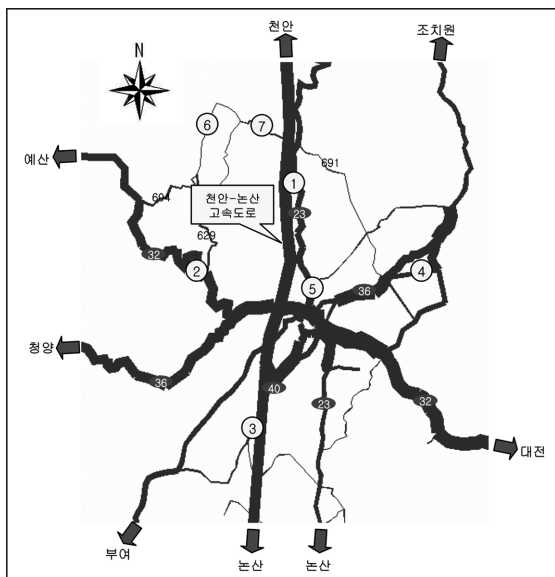 천안
조치원
N
⑥
⑦
예산
691
①
604
천안-논산
고속도로
23
629
32
②
④
⑤
36
청양
36
40
23
32
③
대전
부여
논산
논산